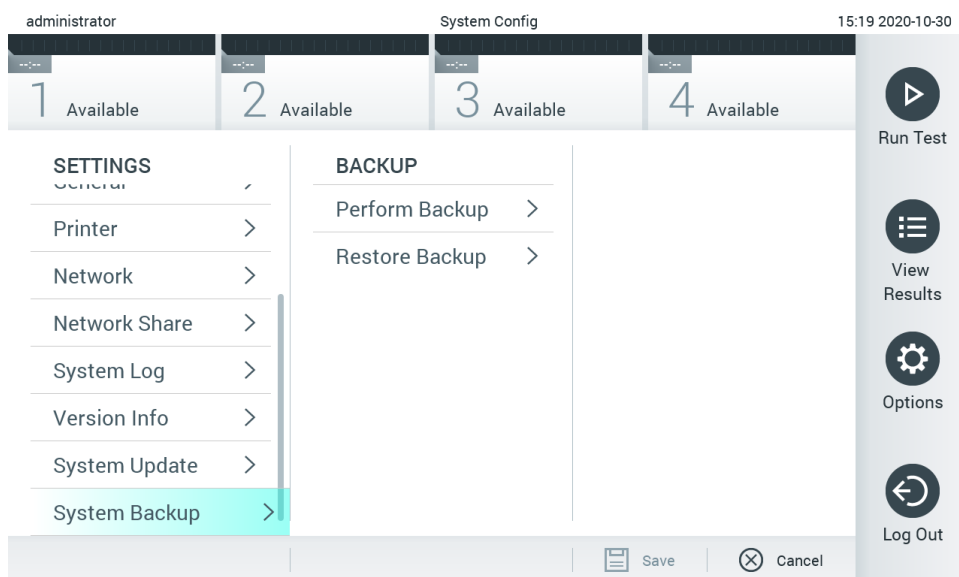 administrator
System Config
15:19 2020-10-30
--:--
--:--
--:--
--:--
1 Available
2 Available
3 Available
4 Available
SETTINGS
General
Printer
Network
Network Share
System Log
Version Info
System Update
System Backup
BACKUP
Perform Backup
Restore Backup
Run Test
View
Results
Options
Log Out
Save
Cancel